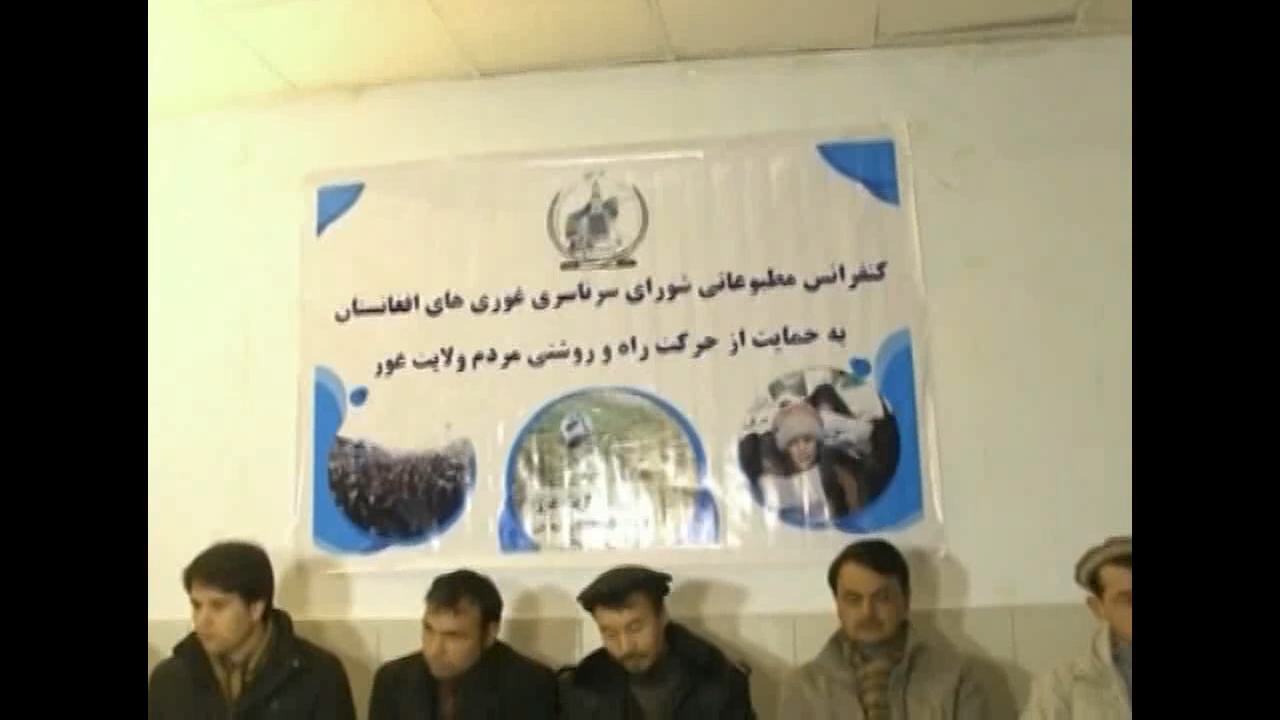 کنفرانس مطبوعاتی شورای سرتاسری غوری های افغانستان
به حمایت از حرکت راه و روشنی مردم ولایت غور